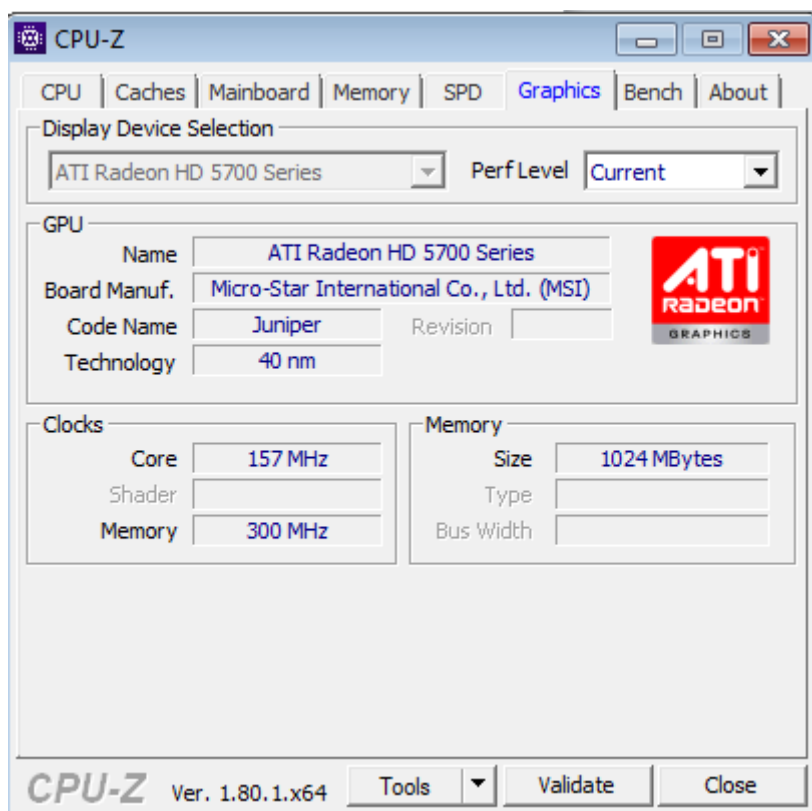 CPU-Z
CPU Caches Mainboard Memory SPD Graphics Bench About
Display Device Selection
ATI Radeon HD 5700 Series Perf Level Current
GPU
Name ATI Radeon HD 5700 Series
Board Manuf. Micro-Star International Co., Ltd. (MSI)
Code Name Juniper Revision
Technology 40 nm
ATI
RADEON
GRAPHICS
Clocks
Core 157 MHz
Shader
Memory 300 MHz
Memory
Size 1024 MBytes
Type
Bus Width
CPU-Z Ver. 1.80.1.x64 Tools Validate Close